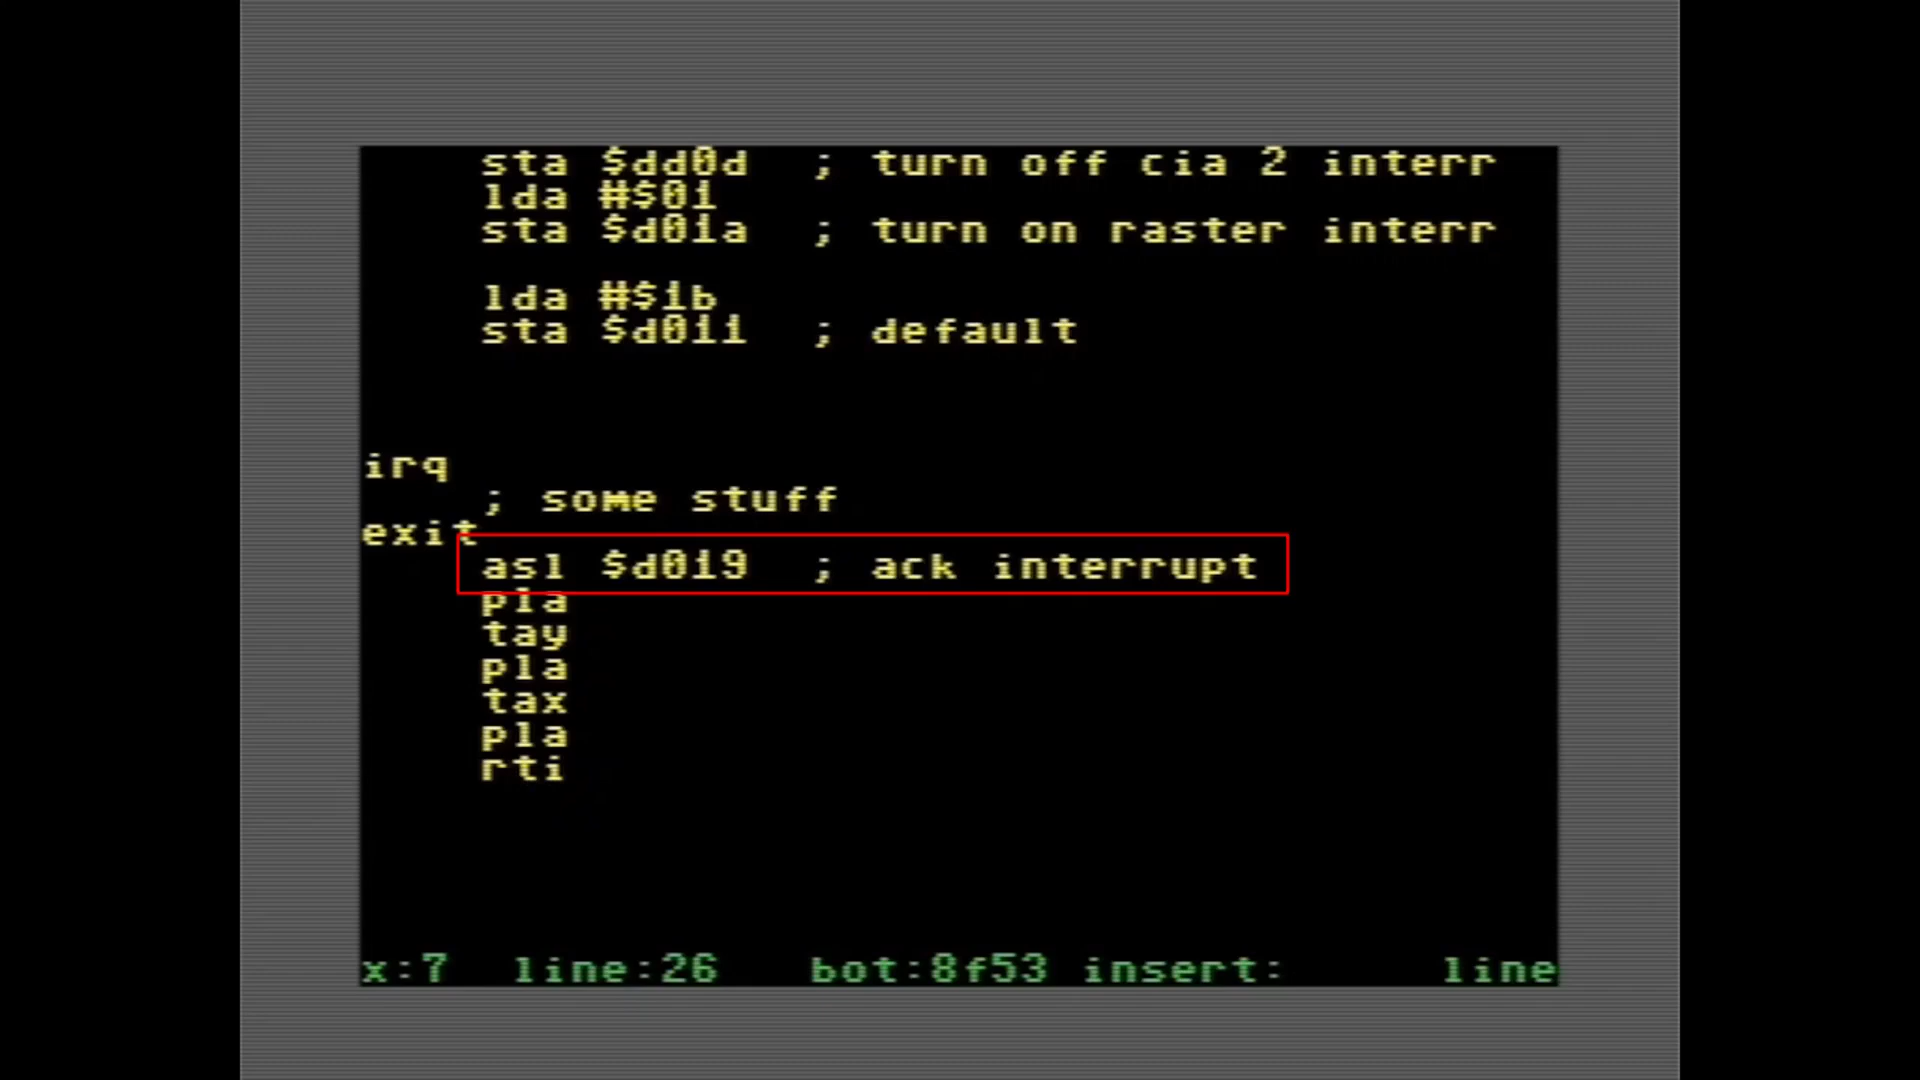 sta $dd0d ; turn off cia 2 interr
lda #$01
sta $d01a ; turn on raster interr
lda #$1b
sta $d011 ; default
irq
; some stuff
exit
asl $d019 ; ack interrupt
pla
tay
pla
tax
pla
rti
x:7 line:26 bot:8f53 insert: line